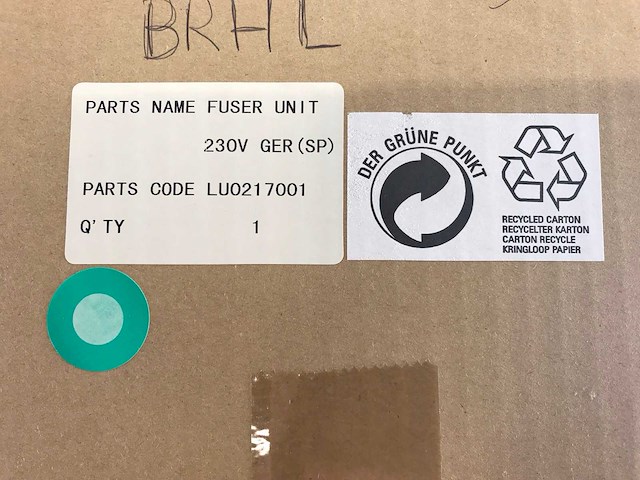 BRHL
PARTS NAME FUSER UNIT
230V GER(SP)
PARTS CODE LU0217001
Q'TY 1
DER GRÜNE PUNKT
RECYCLED CARTON
RECYCELTER KARTON
CARTON RECYCLE
KRINGLOOP PAPIER